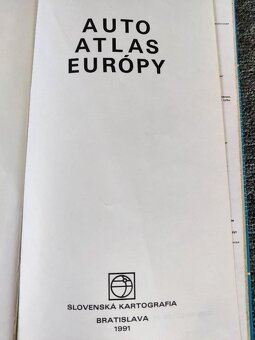 AUTO
ATLAS
EURÓPY
SLOVENSKÁ KARTOGRAFIA
BRATISLAVA
1991